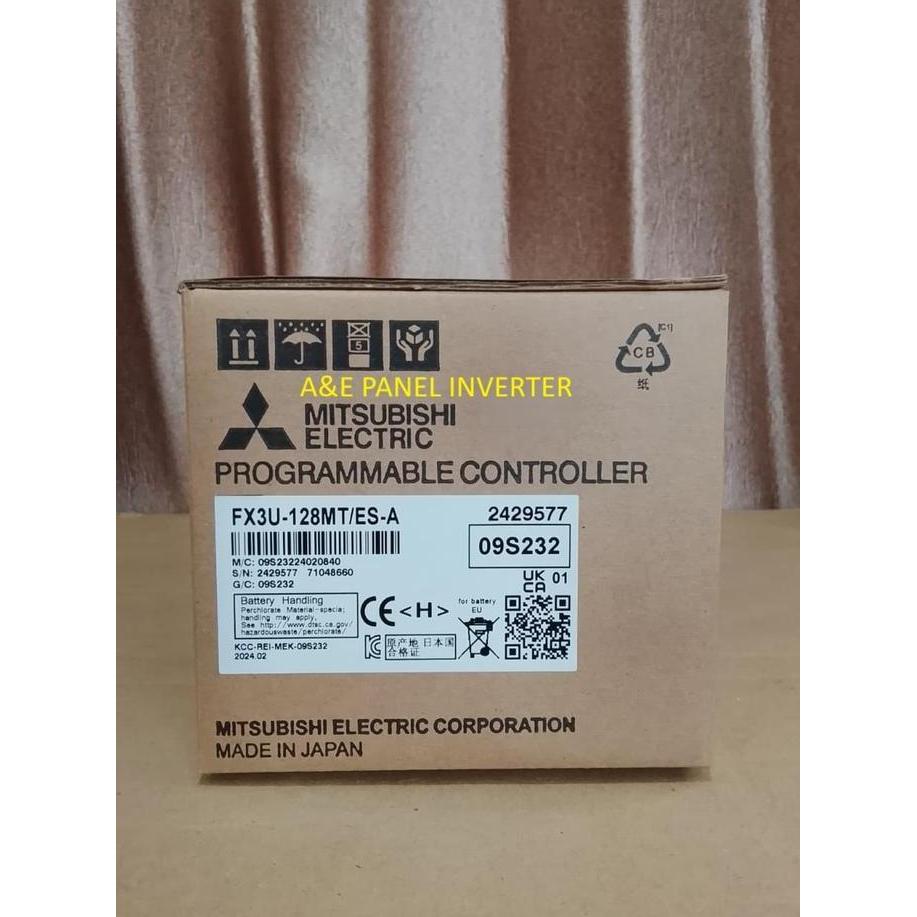 5
[C1]
CB
纸
A&E PANEL INVERTER
MITSUBISHI
ELECTRIC
PROGRAMMABLE CONTROLLER
FX3U-128MT/ES-A
2429577
09S232
M/C: 09S23224020840
S/N: 2429577 71048660
G/C: 09S232
UK
CA
01
Battery Handling
Perchlorate Material-special
handling may apply,
See http://www.dtsc.ca.gov/
hazardouswaste/perchlorate/
CE <H>
for battery
EU
KCC-REI-MEK-09S232
2024.02
原产地 日本国
合格证
MITSUBISHI ELECTRIC CORPORATION
MADE IN JAPAN